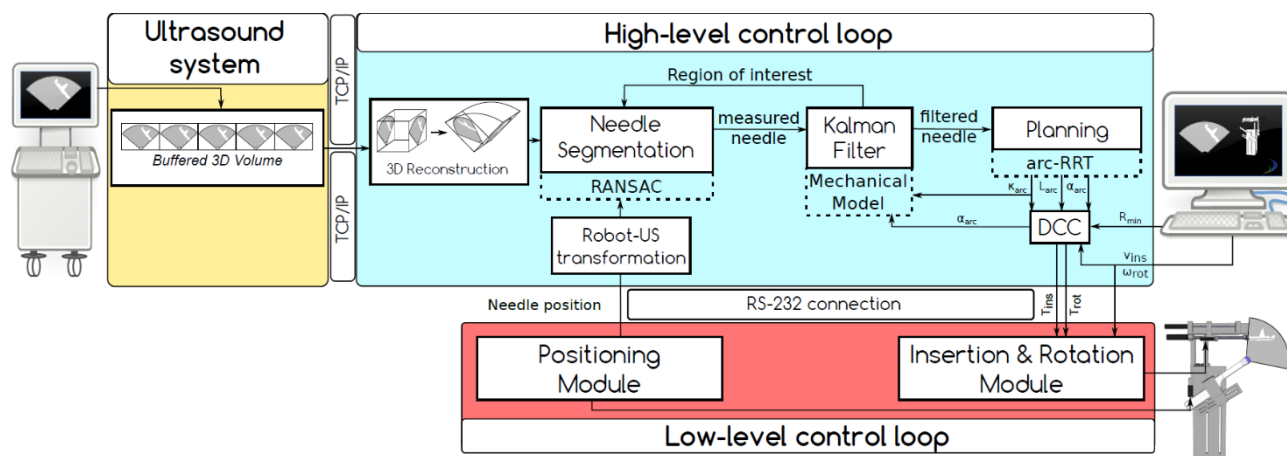 Ultrasound
system
Buffered 3D Volume
TCP/IP
TCP/IP
High-level control loop
Region of interest
3D Reconstruction
Needle
Segmentation
RANSAC
measured
needle
Kalman
Filter
Mechanical
Model
filtered
needle
Planning
arc-RRT
κarc
Larc
αarc
αarc
DCC
Rmin
vins
ωrot
Robot-US
transformation
Needle position
RS-232 connection
Tins
Trot
Positioning
Module
Insertion & Rotation
Module
Low-level control loop